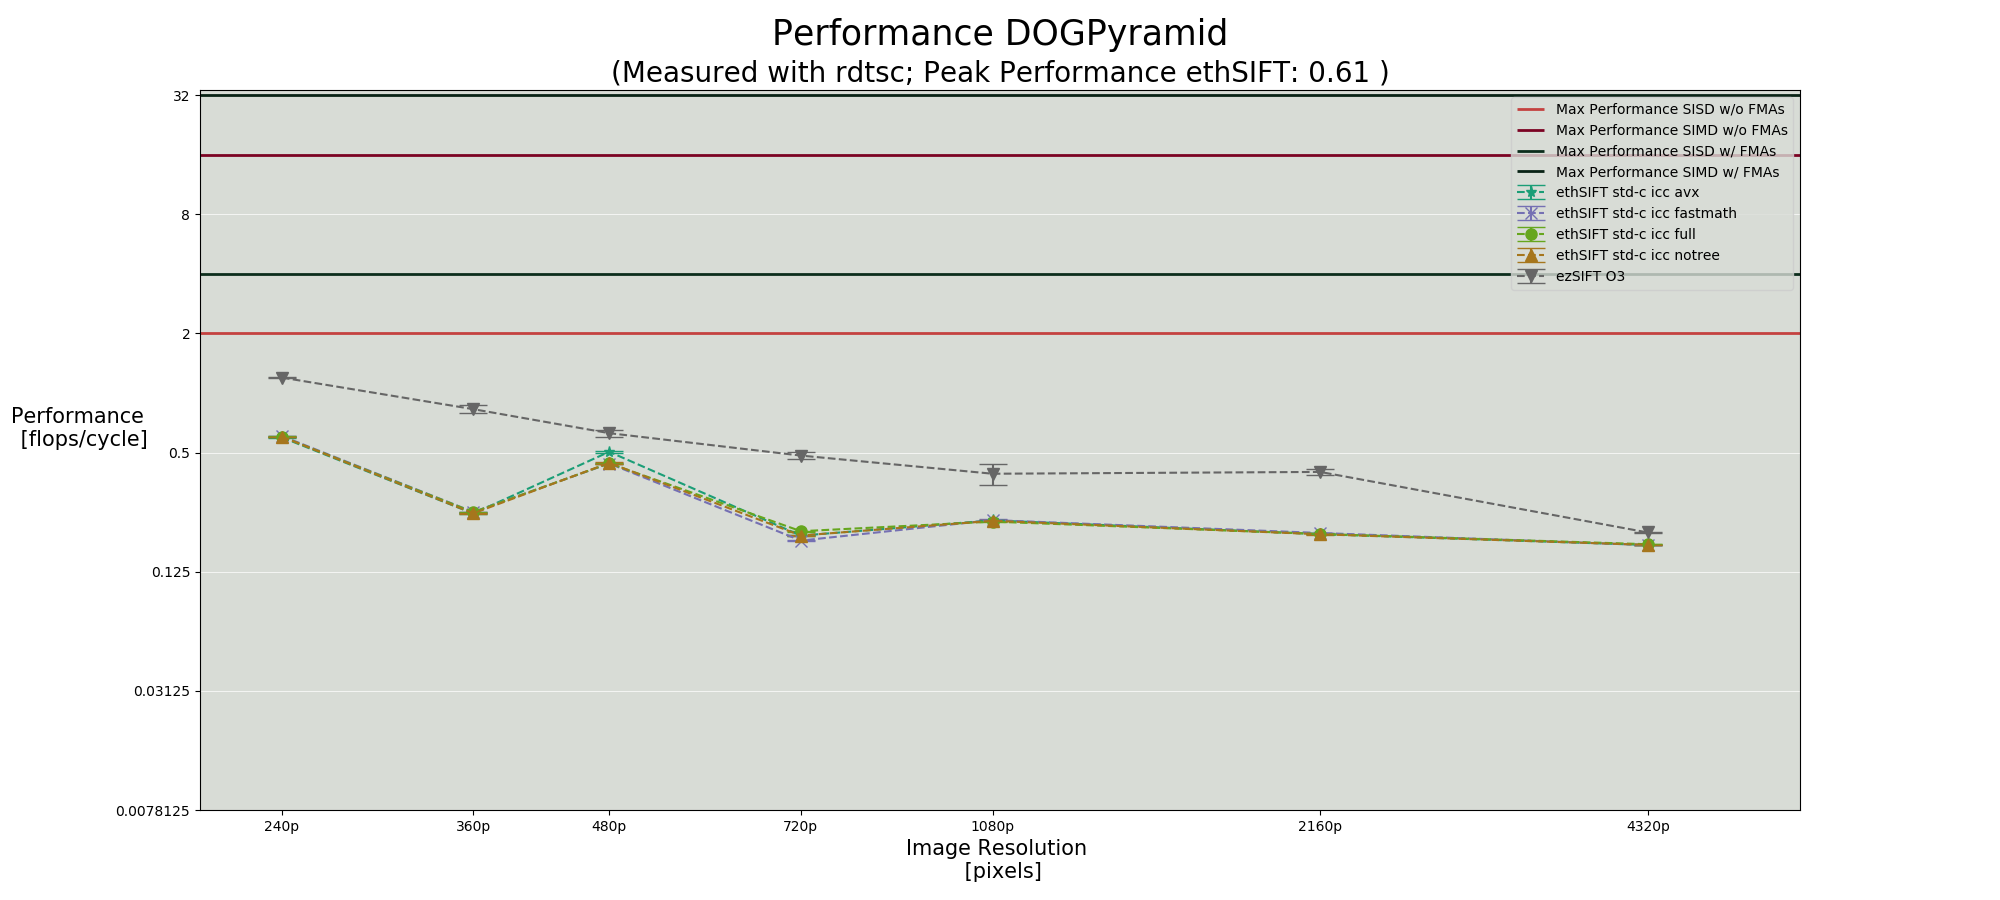 Performance DOGPyramid
(Measured with rdtsc; Peak Performance ethSIFT: 0.61 )
32
8
2
0.5
0.125
0.03125
0.0078125
Performance
[flops/cycle]
Max Performance SISD w/o FMAs
Max Performance SIMD w/o FMAs
Max Performance SISD w/ FMAs
Max Performance SIMD w/ FMAs
ethSIFT std-c icc avx
ethSIFT std-c icc fastmath
ethSIFT std-c icc full
ethSIFT std-c icc notree
ezSIFT O3
240p 360p 480p 720p 1080p 2160p 4320p
Image Resolution
[pixels]